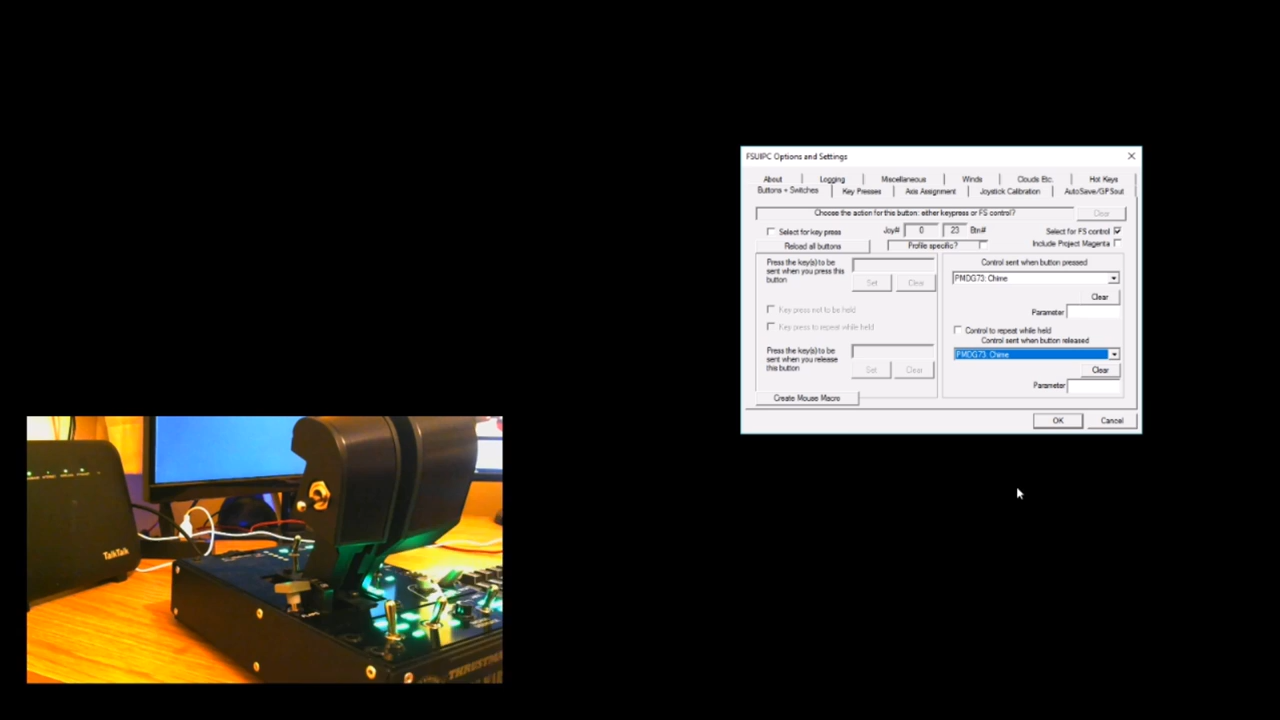 FSUIPC Options and Settings
About Logging Miscellaneous Winds Clouds Etc. Hot Keys
Buttons + Switches Key Presses Axis Assignment Joystick Calibration AutoSave/GPSout
Choose the action for this button: either keypress or FS control? Clear
Select for key press Joy# 0 23 Btn# Select for FS control
Reload all buttons Profile specific? Include Project Magenta
Press the key(s) to be
sent when you press this
button
Set Clear
Key press not to be held
Key press to repeat while held
Press the key(s) to be
sent when you release
this button
Set Clear
Create Mouse Macro
Control sent when button pressed
PMDG73: Chime
Clear
Parameter
Control to repeat while held
Control sent when button released
PMDG73: Chime
Clear
Parameter
OK Cancel
TalkTalk